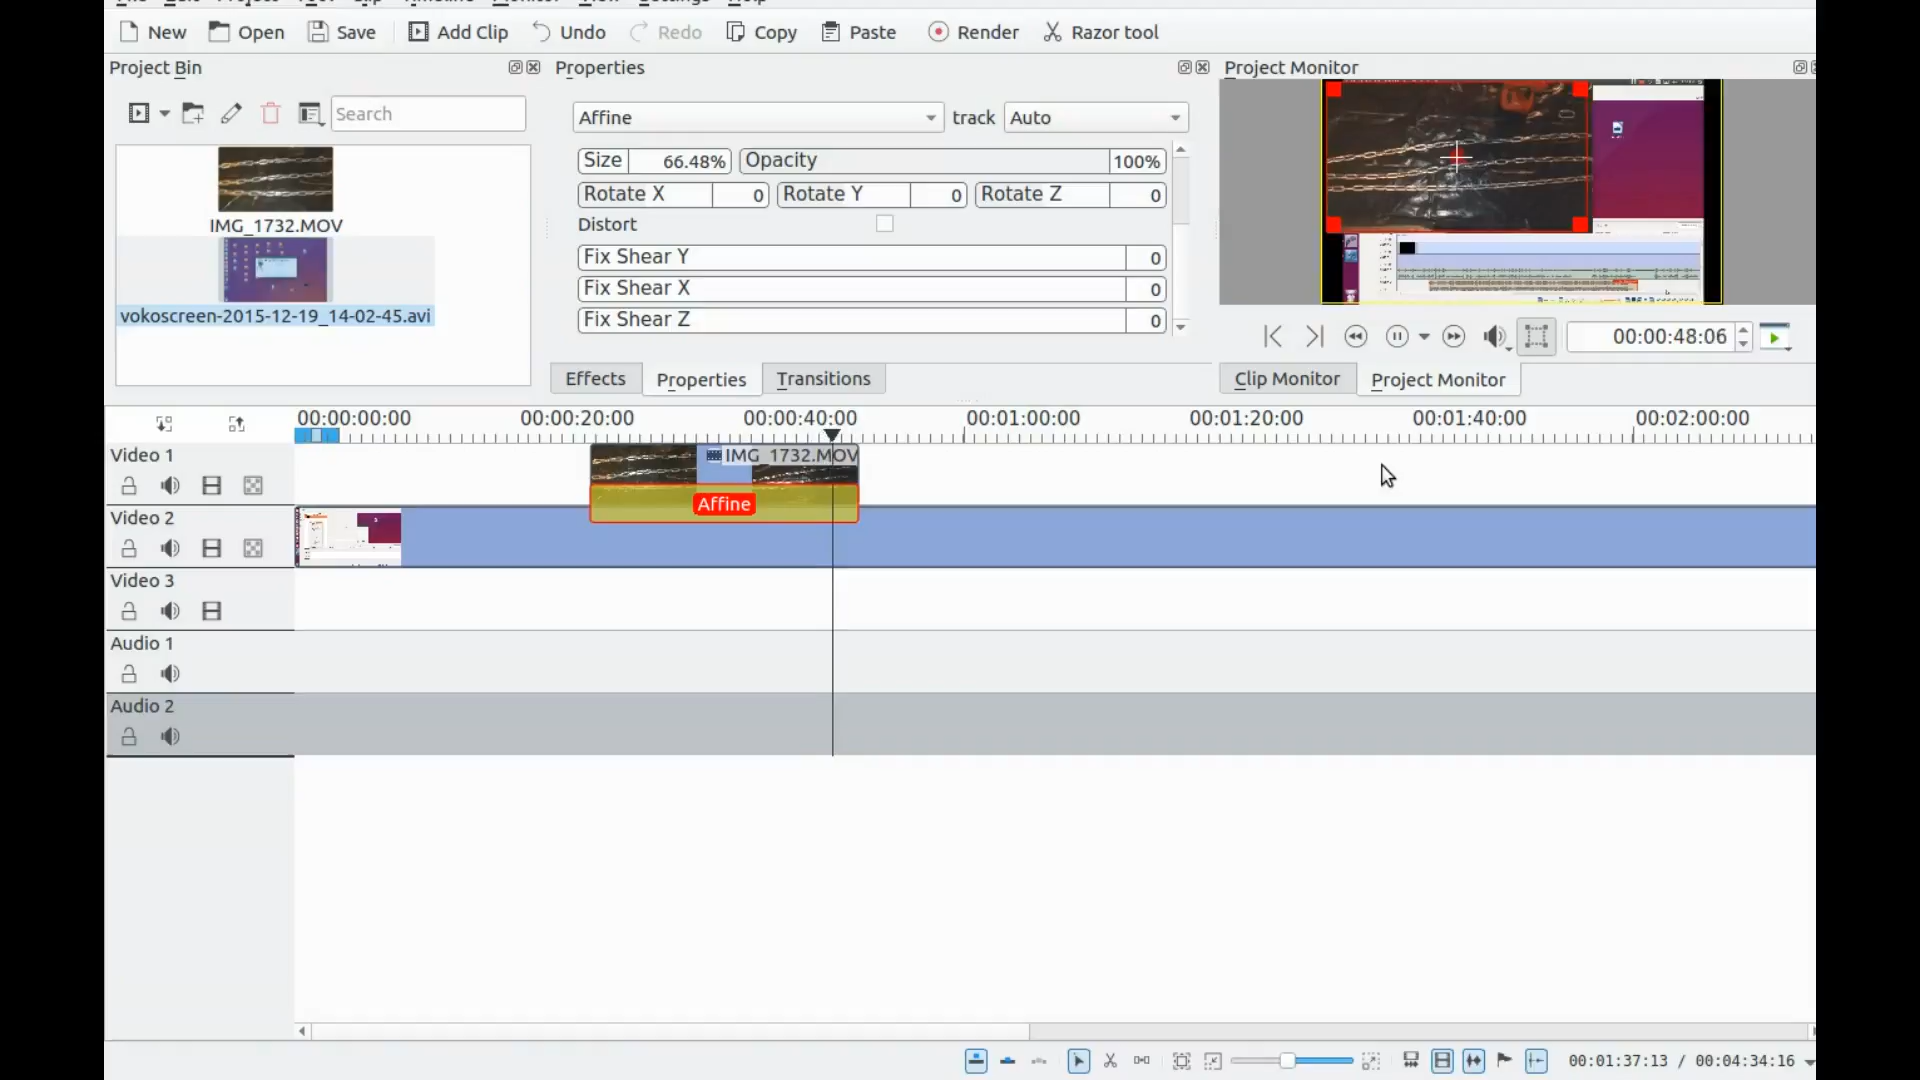 New Open Save Add Clip Undo Redo Copy Paste Render Razor tool
Project Bin
Properties
Project Monitor
Search
IMG_1732.MOV
vokoscreen-2015-12-19_14-02-45.avi
Affine track Auto
Size 66.48% Opacity 100%
Rotate X 0 Rotate Y 0 Rotate Z 0
Distort
Fix Shear Y 0
Fix Shear X 0
Fix Shear Z 0
Effects Properties Transitions
00:00:48:06
Clip Monitor Project Monitor
00:00:00:00 00:00:20:00 00:00:40:00 00:01:00:00 00:01:20:00 00:01:40:00 00:02:00:00
Video 1
IMG_1732.MOV
Affine
Video 2
Video 3
Audio 1
Audio 2
00:01:37:13 / 00:04:34:16